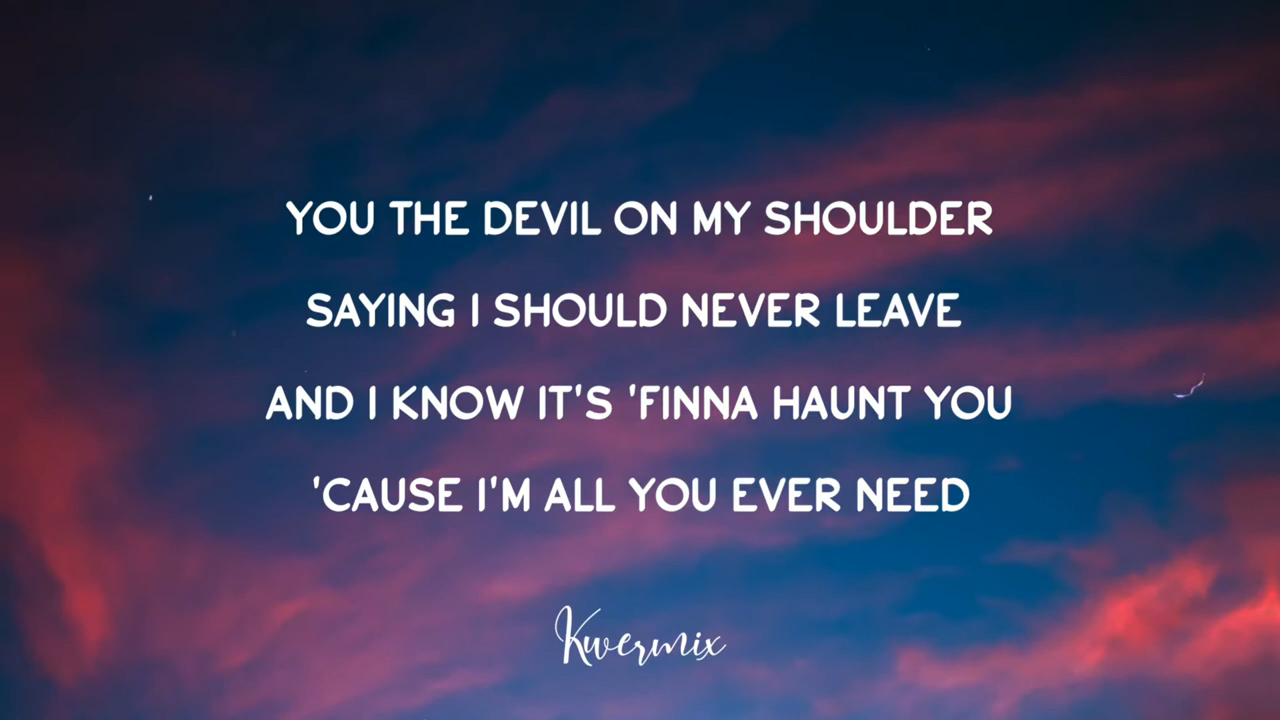 YOU THE DEVIL ON MY SHOULDER
SAYING I SHOULD NEVER LEAVE
AND I KNOW IT'S 'FINNA HAUNT YOU
'CAUSE I'M ALL YOU EVER NEED
Kwermix